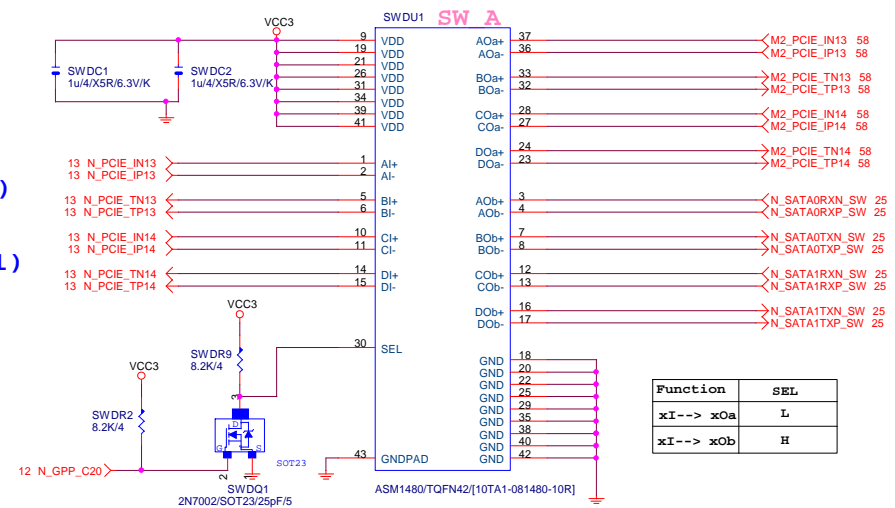 SWDU1 SW A
VCC3
SWDC1
1u/4/X5R/6.3V/K
SWDC2
1u/4/X5R/6.3V/K
9 VDD
19 VDD
21 VDD
26 VDD
31 VDD
34 VDD
39 VDD
41 VDD
AOa+ 37 M2_PCIE_IN13 58
AOa- 36 M2_PCIE_IP13 58
BOa+ 33 M2_PCIE_TN13 58
BOa- 32 M2_PCIE_TP13 58
COa+ 28 M2_PCIE_IN14 58
COa- 27 M2_PCIE_IP14 58
DOa+ 24 M2_PCIE_TN14 58
DOa- 23 M2_PCIE_TP14 58
13 N_PCIE_IN13 1 AI+
13 N_PCIE_IP13 2 AI-
)
13 N_PCIE_TN13 5 BI+
13 N_PCIE_TP13 6 BI-
13 N_PCIE_IN14 10 CI+
13 N_PCIE_IP14 11 CI-
)
13 N_PCIE_TN14 14 DI+
13 N_PCIE_TP14 15 DI-
AOb+ 3 N_SATA0RXN_SW 25
AOb- 4 N_SATA0RXP_SW 25
BOb+ 7 N_SATA0TXN_SW 25
BOb- 8 N_SATA0TXP_SW 25
COb+ 12 N_SATA1RXN_SW 25
COb- 13 N_SATA1RXP_SW 25
DOb+ 16 N_SATA1TXN_SW 25
DOb- 17 N_SATA1TXP_SW 25
VCC3
30 SEL
SWDR9
8.2K/4
VCC3
SWDR2
8.2K/4
3
D
G S
2 1
SOT23
12 N_GPP_C20
SWDQ1
2N7002/SOT23/25pF/5
43 GNDPAD
GND 18
GND 20
GND 22
GND 25
GND 29
GND 35
GND 38
GND 40
GND 42
ASM1480/TQFN42/[10TA1-081480-10R]
Function SEL
xI--> xOa L
xI--> xOb H